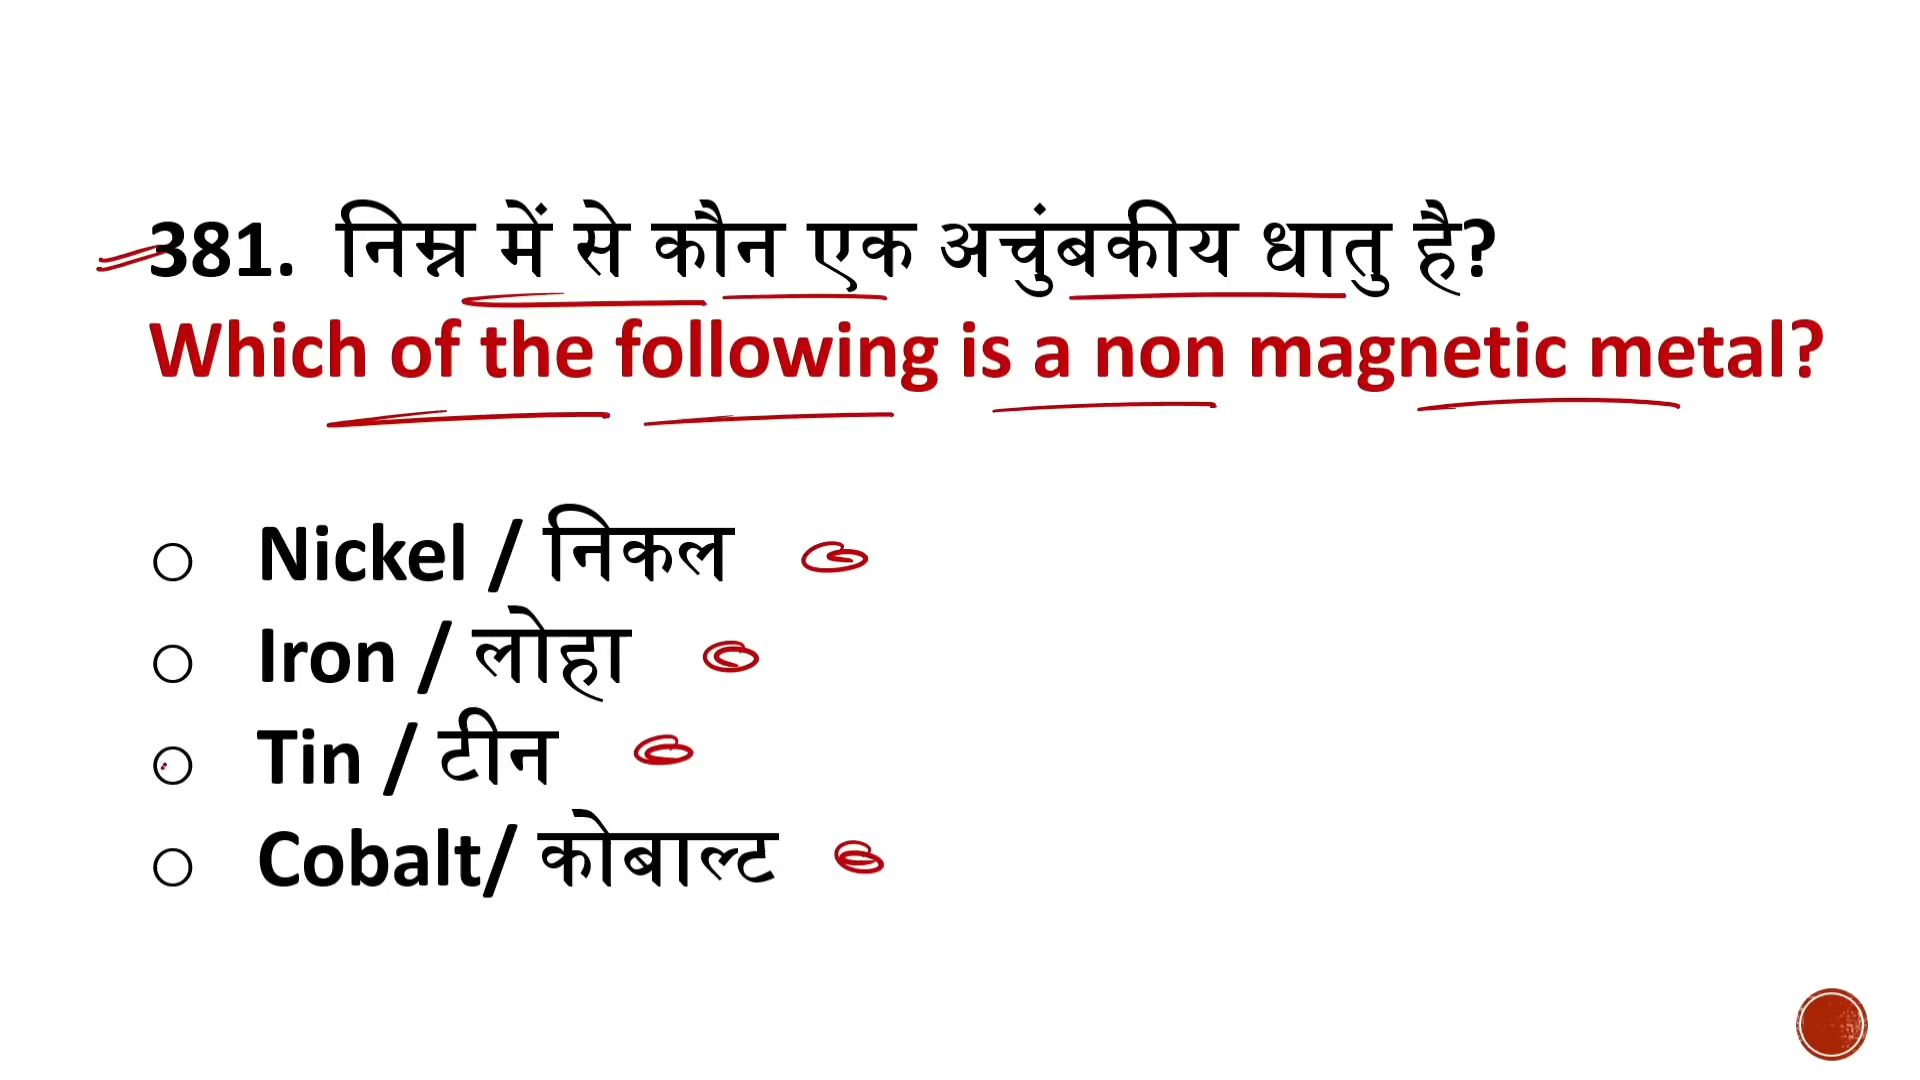 381. निम्न में से कौन एक अचुंबकीय धातु है?
Which of the following is a non magnetic metal?
Nickel / निकल
Iron / लोहा
Tin / टीन
Cobalt/ कोबाल्ट